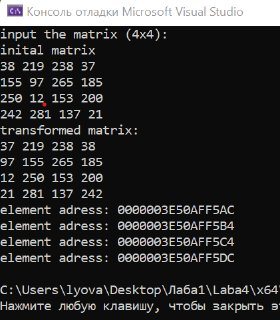 Консоль отладки Microsoft Visual Studio
input the matrix (4x4):
inital matrix
38 219 238 37
155 97 265 185
250 12 153 200
242 281 137 21
transformed matrix:
37 219 238 38
97 155 265 185
12 250 153 200
21 281 137 242
element adress: 0000003E50AFF5AC
element adress: 0000003E50AFF5B4
element adress: 0000003E50AFF5C4
element adress: 0000003E50AFF5DC
C:\Users\lyova\Desktop\Лаба1\Laba4\x64\
Нажмите любую клавишу, чтобы закрыть э